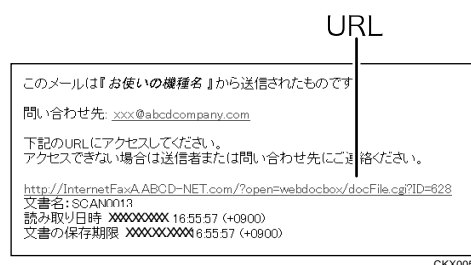 URL
このメールは『お使いの機種名』から送信されたものです
問い合わせ先: xxx@abcdcompany.com
下記のURLにアクセスしてください。
アクセスできない場合は送信者または問い合わせ先にご連絡ください。
http://InternetFaxA.ABCD-NET.com/?open=webdocbox/docFile.cgi?ID=628
文書名: SCAN0013
読み取り日時 XXXXXXXXX 16:55:57 (+0900)
文書の保存期限 XXXXXXXXX 16:55:57 (+0900)